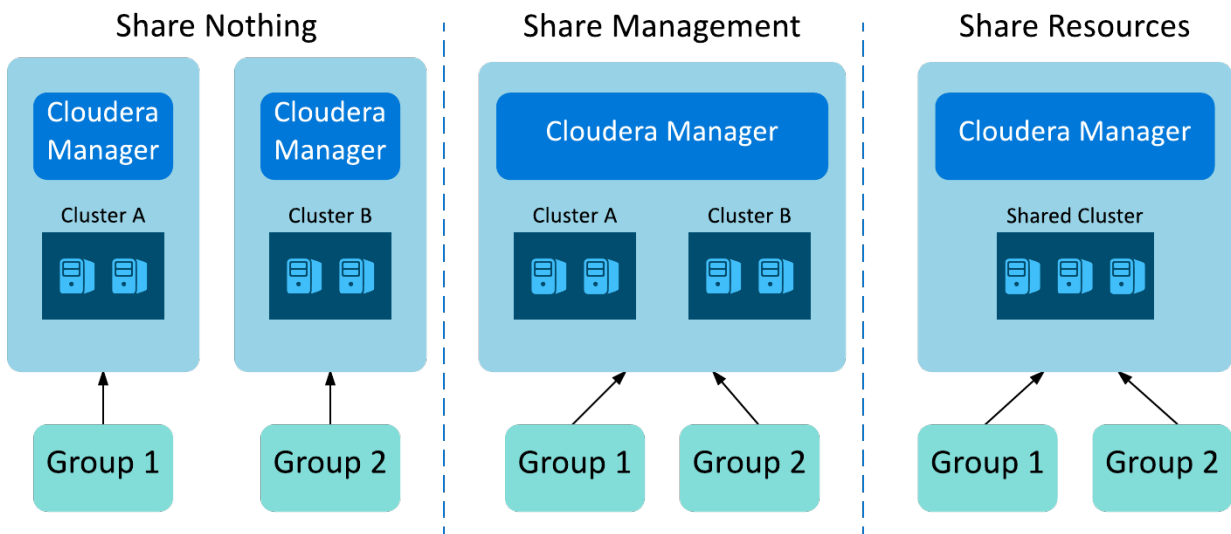 Share Nothing
Cloudera
Manager
Cluster A
Group 1
Cloudera
Manager
Cluster B
Group 2
Share Management
Cloudera Manager
Cluster A
Cluster B
Group 1
Group 2
Share Resources
Cloudera Manager
Shared Cluster
Group 1
Group 2